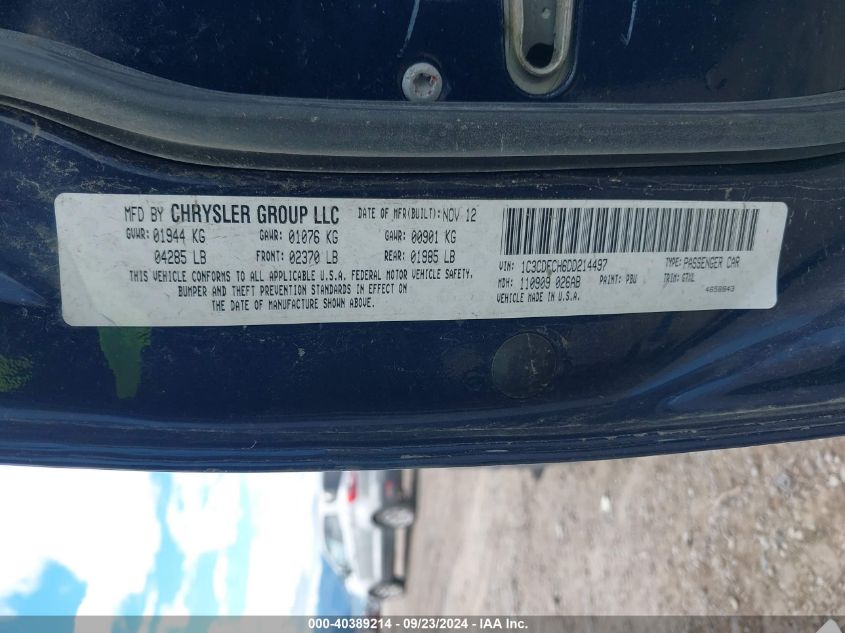 MFD BY CHRYSLER GROUP LLC DATE OF MFR(BUILT): NOV 12
GVWR: 01944 KG GAWR: 01076 KG GAWR: 00901 KG
04285 LB FRONT: 02370 LB REAR: 01985 LB
THIS VEHICLE CONFORMS TO ALL APPLICABLE U.S.A. FEDERAL MOTOR VEHICLE SAFETY,
BUMPER AND THEFT PREVENTION STANDARDS IN EFFECT ON
THE DATE OF MANUFACTURE SHOWN ABOVE.
VIN: 1C3CDFCH6DD214497 TYPE: PASSENGER CAR
MDH: 110909 026AB PAINT: PBU TRIM:
VEHICLE MADE IN U.S.A. 4658843
000-40389214 - 09/23/2024 - IAA Inc.